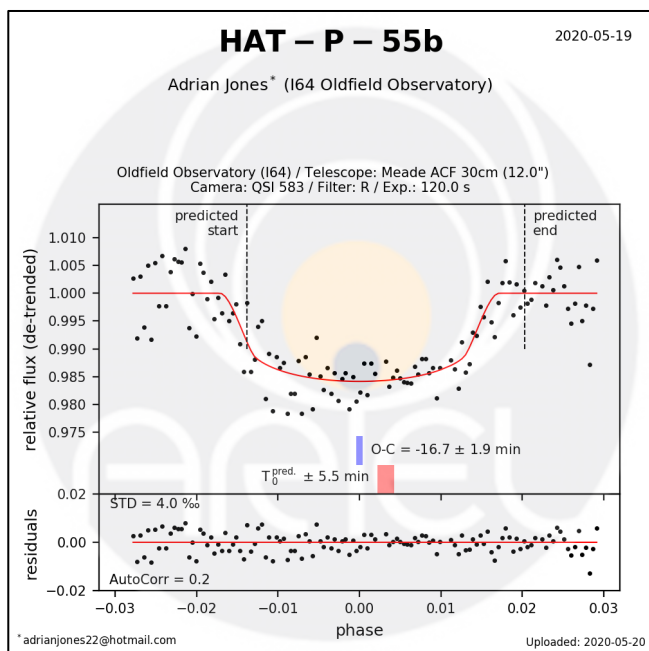 HAT – P – 55b
2020-05-19
Adrian Jones* (I64 Oldfield Observatory)
Oldfield Observatory (I64) / Telescope: Meade ACF 30cm (12.0")
Camera: QSI 583 / Filter: R / Exp.: 120.0 s
predicted
start
predicted
end
1.010
1.005
1.000
0.995
0.990
0.985
0.980
0.975
relative flux (de-trended)
O-C = -16.7 ± 1.9 min
T₀ᵖʳᵉᵈ· ± 5.5 min
0.02
0.00
−0.02
residuals
STD = 4.0 ‰
AutoCorr = 0.2
−0.03 −0.02 −0.01 0.00 0.01 0.02 0.03
phase
*adrianjones22@hotmail.com
Uploaded: 2020-05-20
ariel